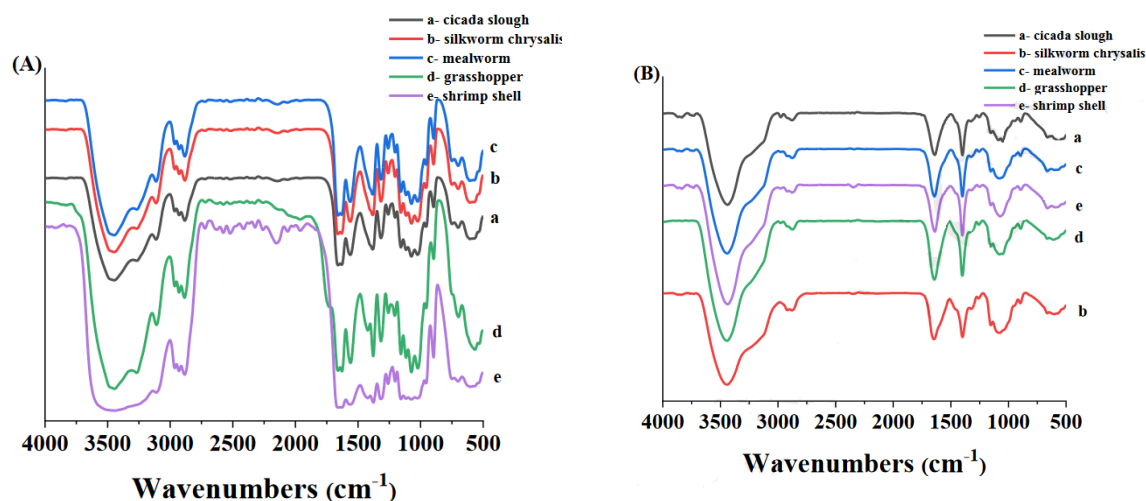 (A)
a- cicada slough
b- silkworm chrysalis
c- mealworm
d- grasshopper
e- shrimp shell
c
b
a
d
e
4000 3500 3000 2500 2000 1500 1000 500
Wavenumbers (cm-1)
(B)
a- cicada slough
b- silkworm chrysalis
c- mealworm
d- grasshopper
e- shrimp shell
a
c
e
d
b
4000 3500 3000 2500 2000 1500 1000 500
Wavenumbers (cm-1)